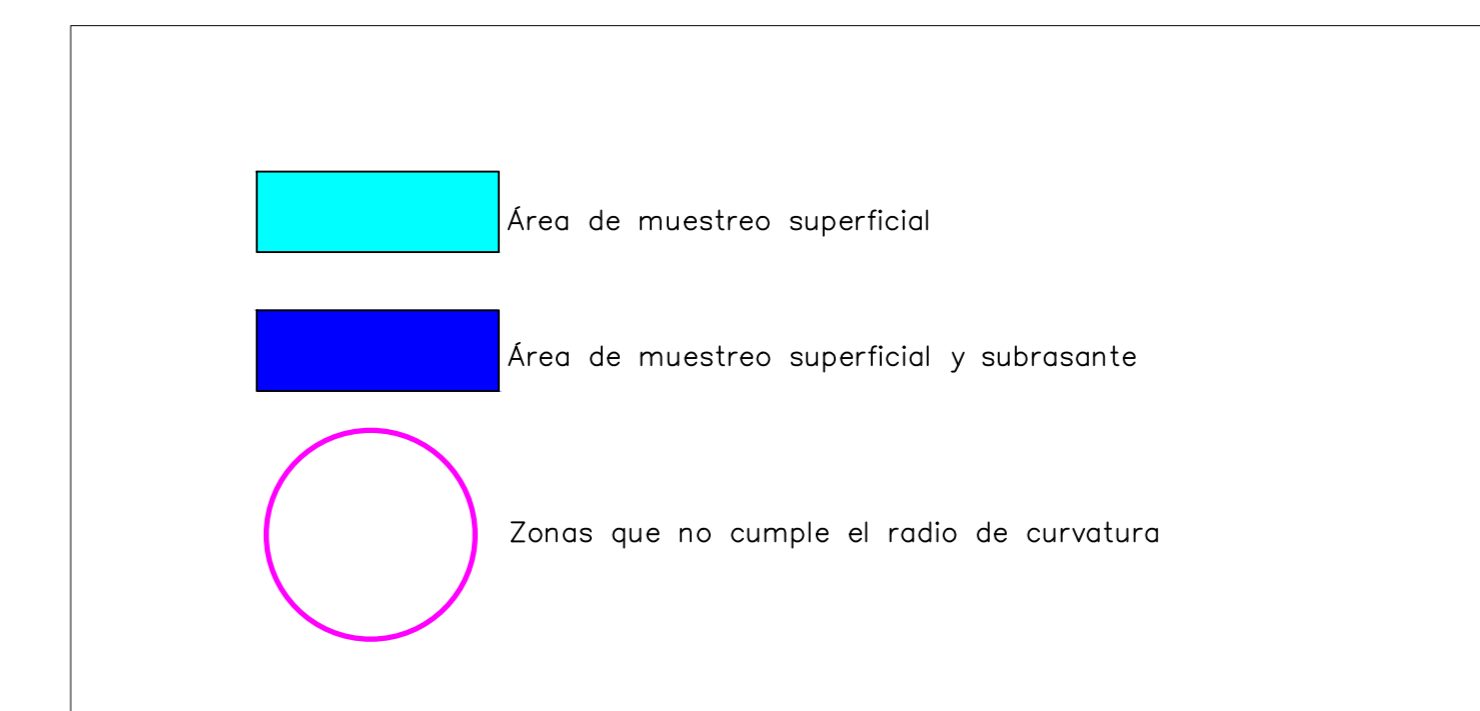 Área de muestreo superficial
Área de muestreo superficial y subrasante
Zonas que no cumple el radio de curvatura